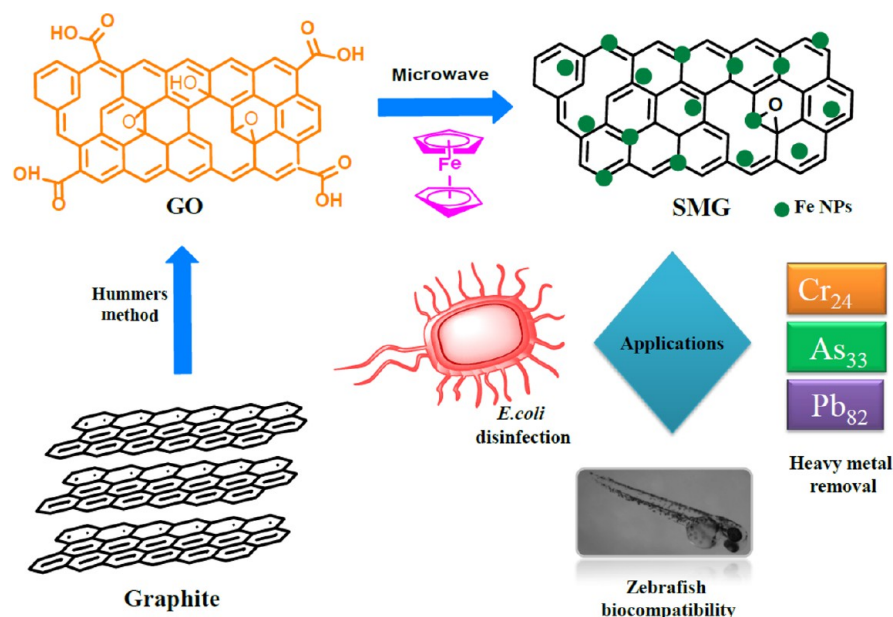 O
OH
HO
O
OH
O
O
OH
O
O
OH
GO
Microwave
Fe
O
SMG
Fe NPs
Hummers
method
Graphite
E.coli
disinfection
Applications
Cr24
As33
Pb82
Heavy metal
removal
Zebrafish
biocompatibility